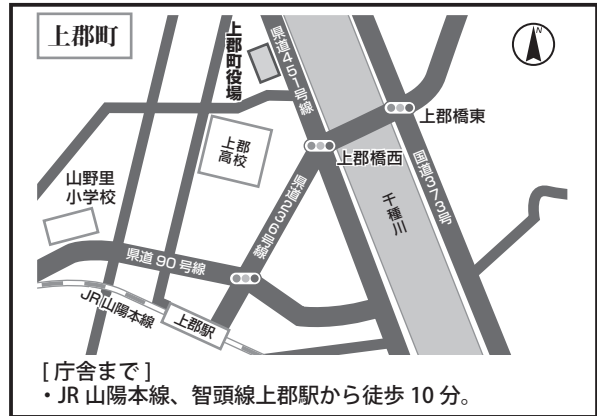 上郡町
N
上郡町役場
県道451号線
上郡橋東
上郡高校
上郡橋西
県道236号線
国道373号
千種川
山野里
小学校
県道90号線
JR山陽本線
上郡駅
[庁舎まで]
・JR山陽本線、智頭線上郡駅から徒歩10分。